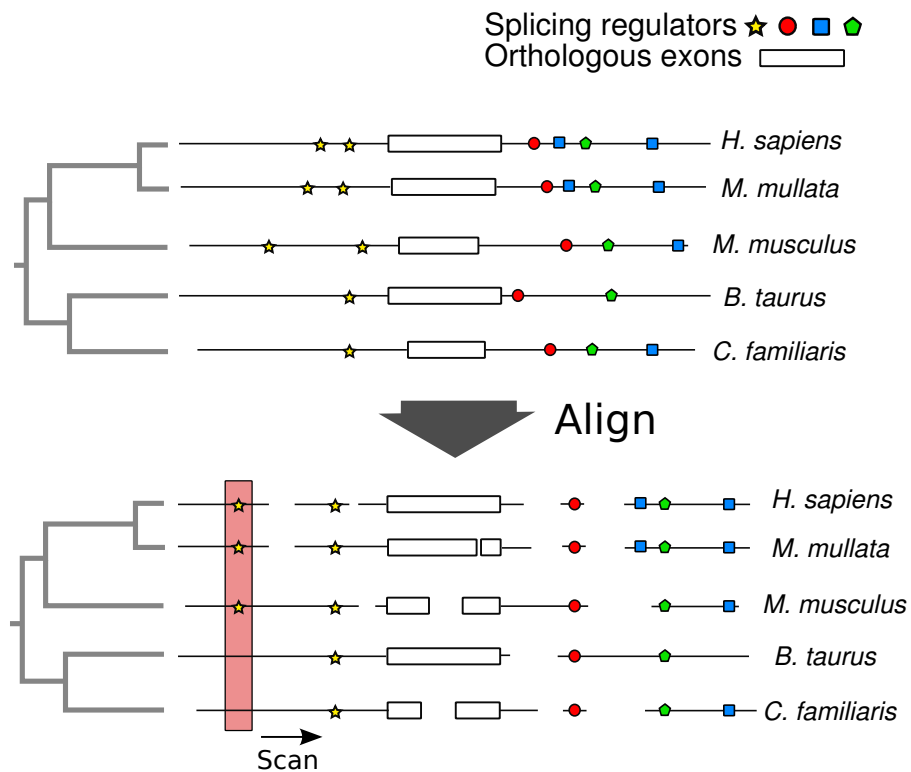 Splicing regulators
Orthologous exons
H. sapiens
M. mullata
M. musculus
B. taurus
C. familiaris
Align
H. sapiens
M. mullata
M. musculus
B. taurus
C. familiaris
Scan